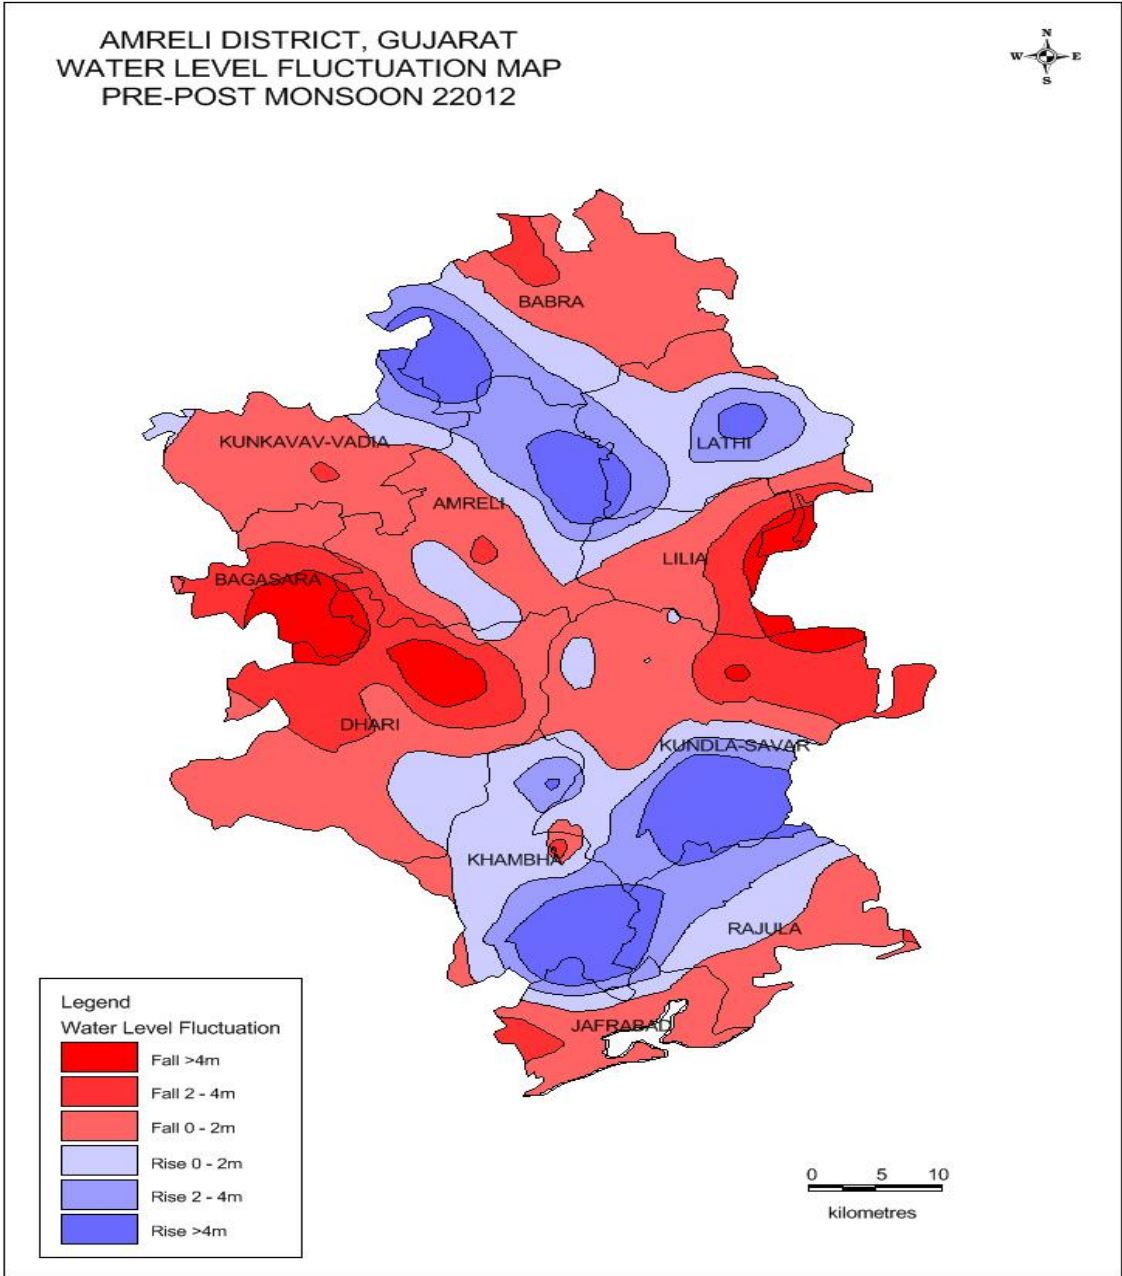 AMRELI DISTRICT, GUJARAT
WATER LEVEL FLUCTUATION MAP
PRE-POST MONSOON 22012
N
W E
S
BABRA
KUNKAVAV-VADIA
LATHI
AMRELI
LILIA
BAGASARA
DHARI
KUNDLA-SAVAR
KHAMBHA
RAJULA
JAFRABAD
Legend
Water Level Fluctuation
Fall >4m
Fall 2 - 4m
Fall 0 - 2m
Rise 0 - 2m
Rise 2 - 4m
Rise >4m
0 5 10
kilometres